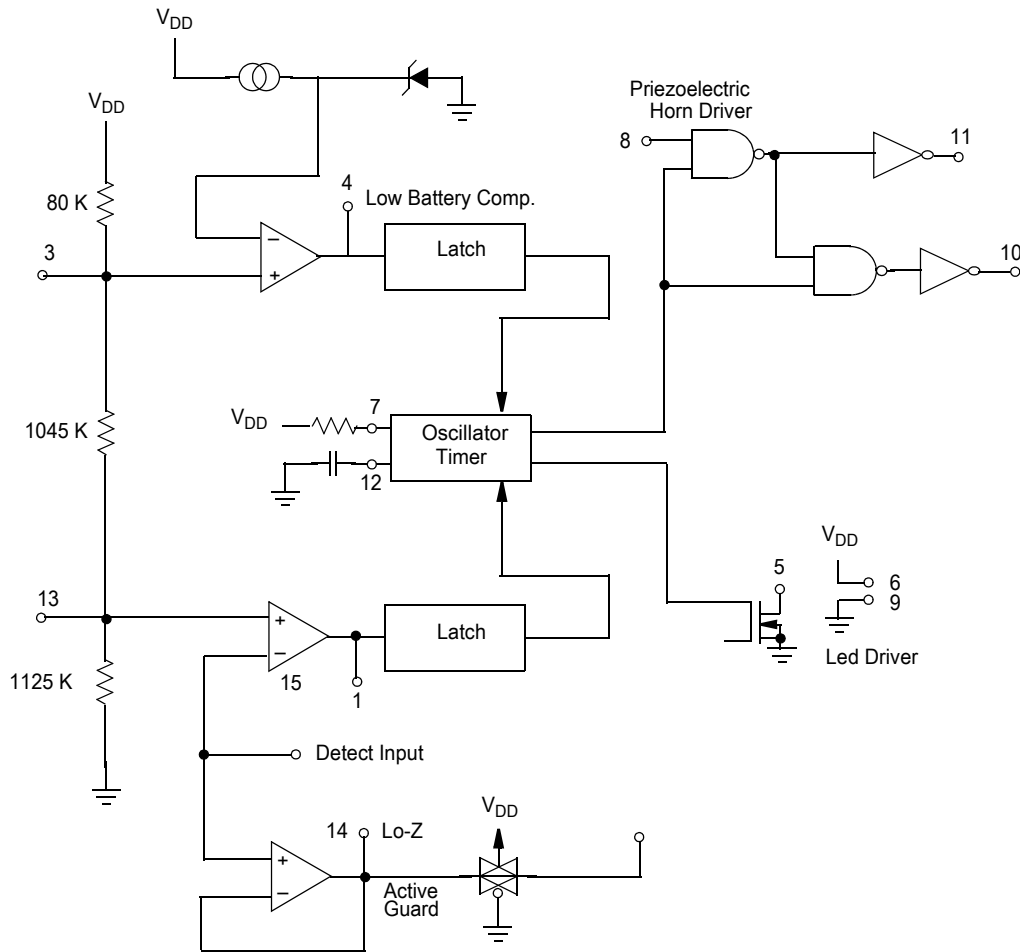 VDD
VDD
80 K
3
4
Low Battery Comp.
−
+
Latch
Priezoelectric
Horn Driver
8
11
10
1045 K
VDD
7
12
Oscillator
Timer
13
+
−
15
1
Latch
5
VDD
6
9
Led Driver
1125 K
Detect Input
+
−
14
Lo-Z
Active
Guard
VDD